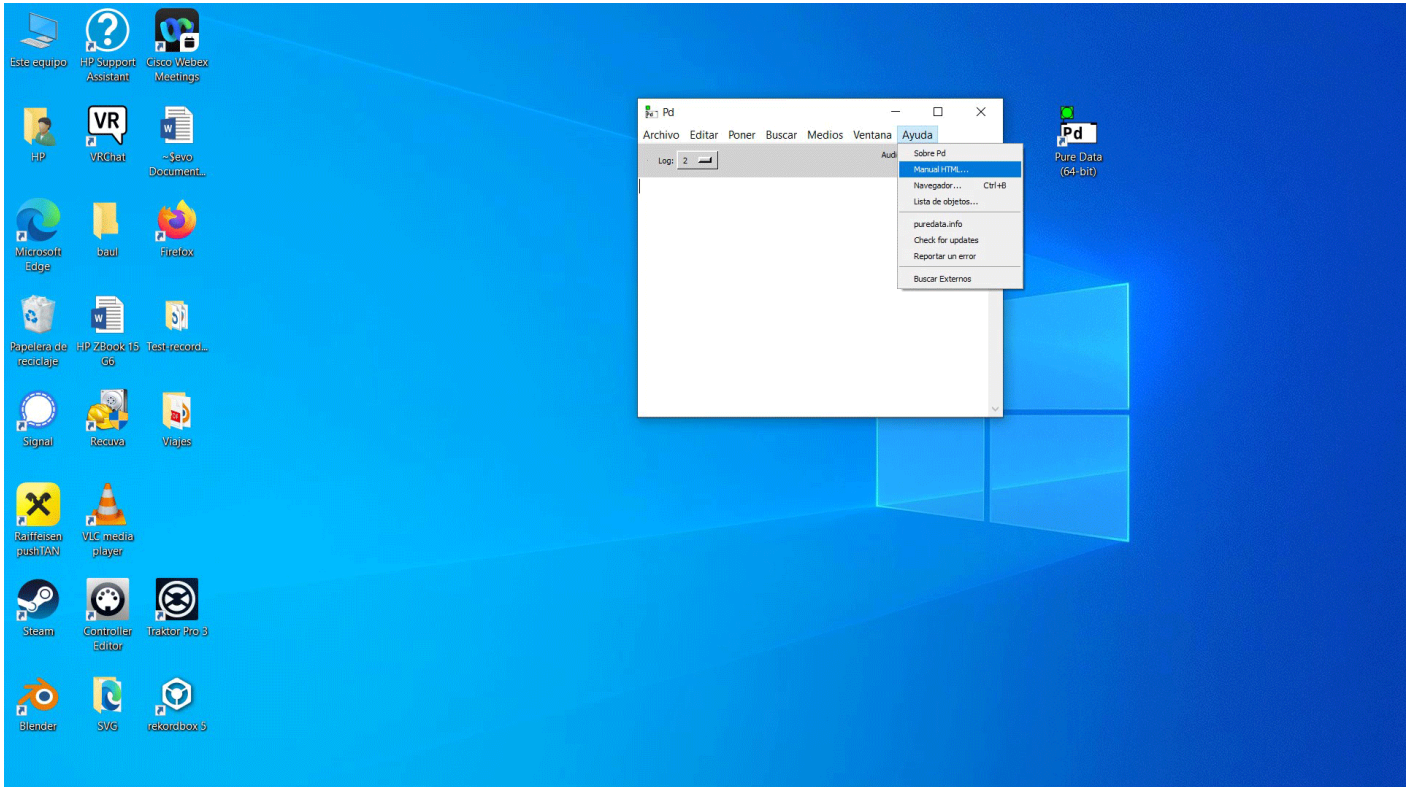 Este equipo
HP Support
Assistant
Cisco Webex
Meetings
HP
VR
VRChat
~$evo
Document...
Microsoft
Edge
baul
Firefox
Papelera de
reciclaje
HP ZBook 15
G6
Test-record...
Signal
Recuva
Viajes
Raiffeisen
pushTAN
VLC media
player
Steam
Controller
Editor
Traktor Pro 3
Blender
SVG
rekordbox 5
Pd
Archivo Editar Poner Buscar Medios Ventana Ayuda
Log: 2
Audi
Sobre Pd
Manual HTML...
Navegador... Ctrl+B
Lista de objetos...
puredata.info
Check for updates
Reportar un error
Buscar Externos
Pd
Pure Data
(64-bit)